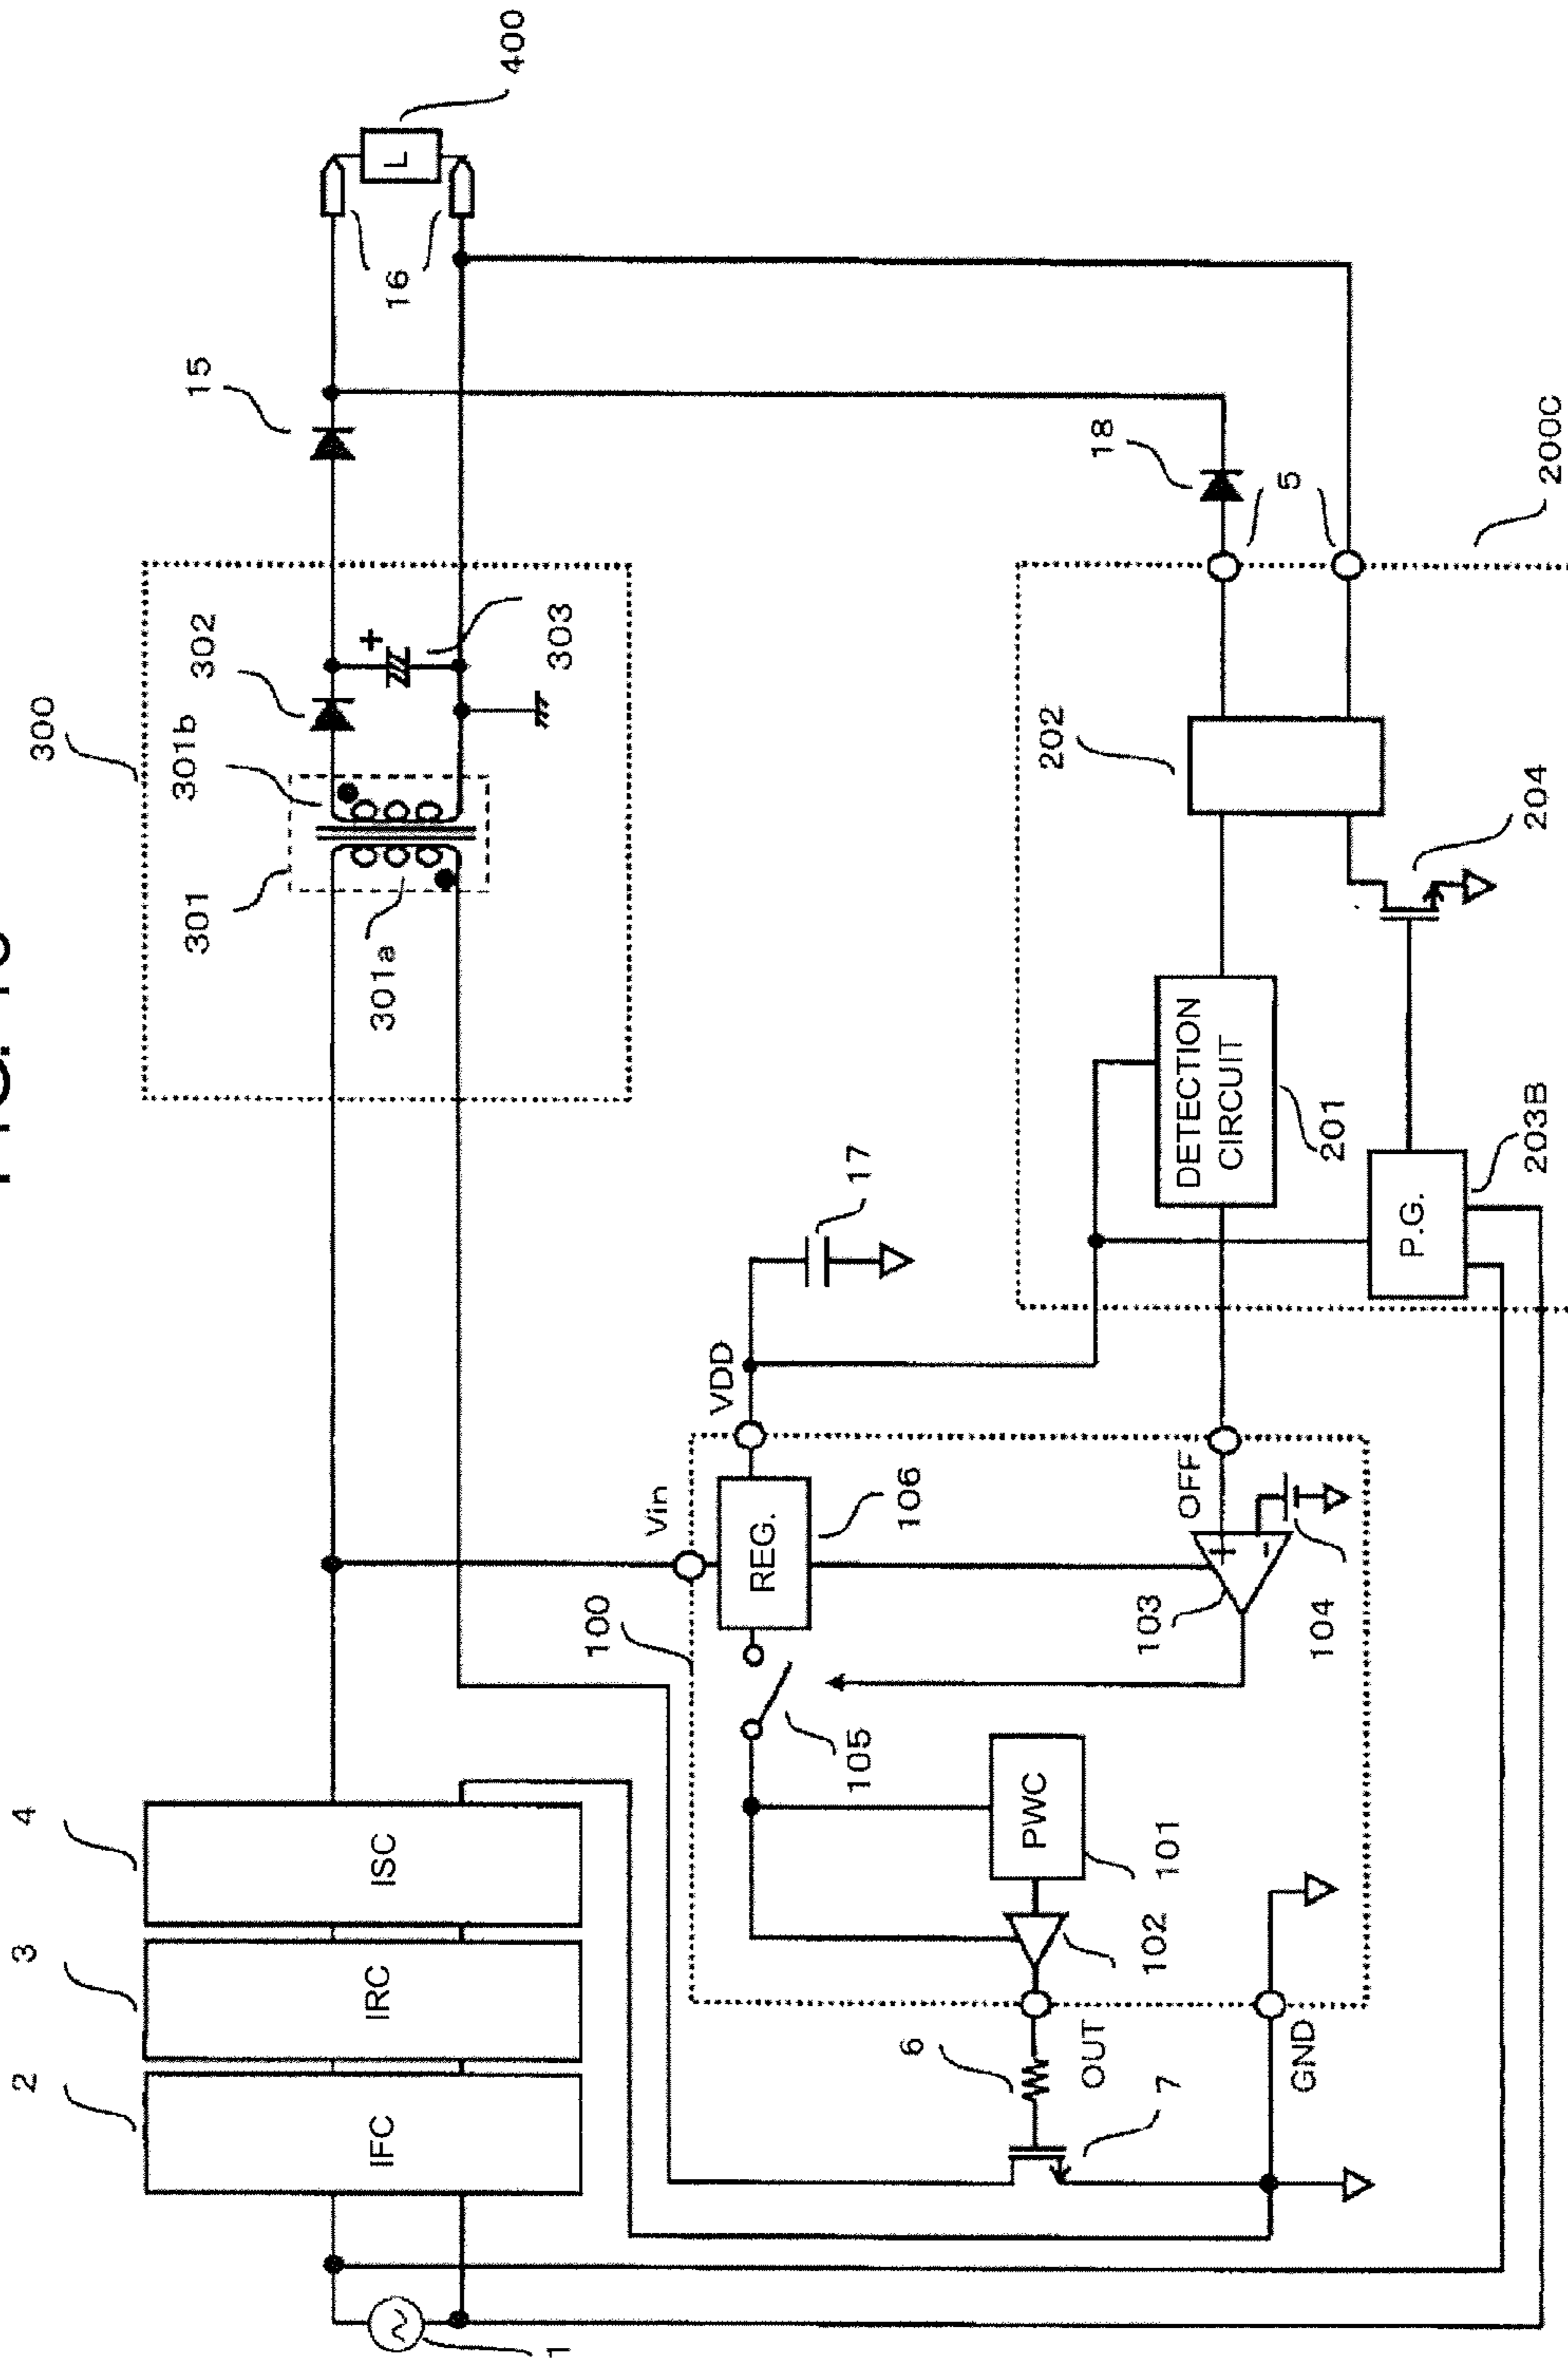 FIG.
2
3
4
300
301
301b
302
15
400
IFC
IRC
ISC
301a
16
L
1
303
100
Vin
VDD
REG.
17
105
106
6
PWC
202
OUT
18
7
102
101
103
OFF
DETECTION
CIRCUIT
5
+
-
GND
104
201
P.G.
203B
204
200C